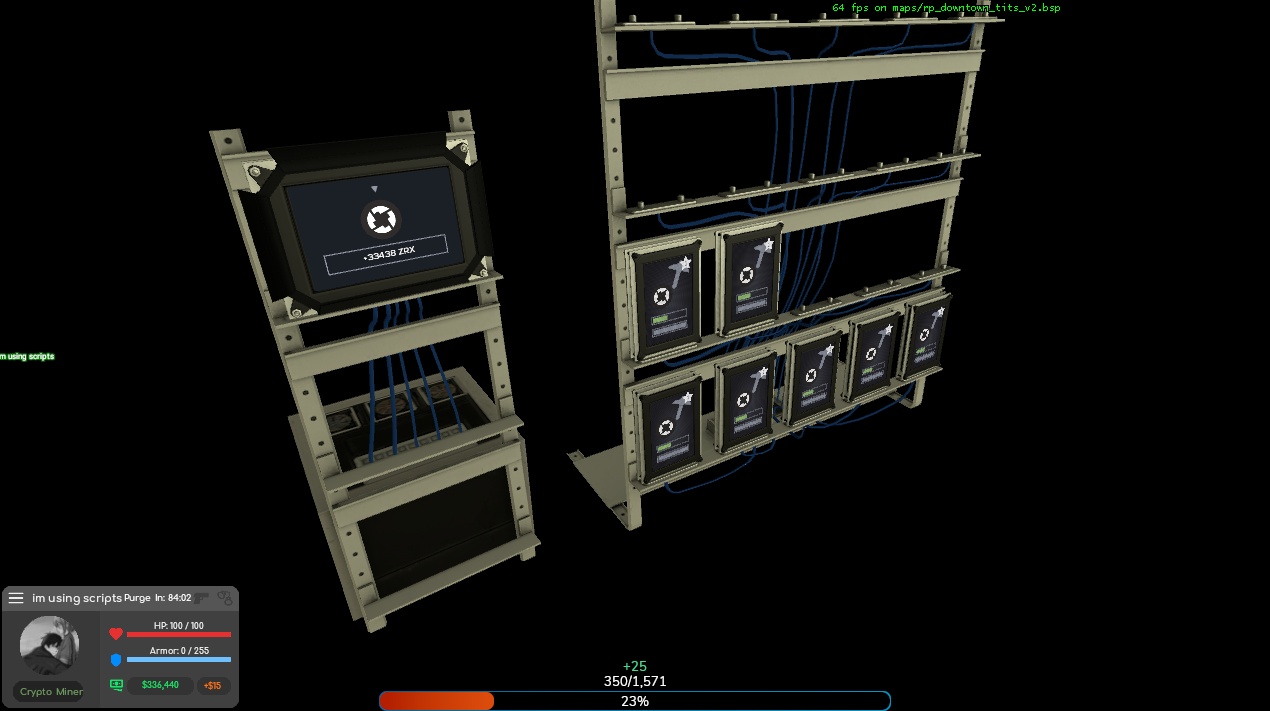 64 fps on maps/rp_downtown_tits_v2.bsp
+33438 ZRX
m using scripts
im using scripts Purge In: 84:02
HP: 100 / 100
Armor: 0 / 255
$336,440 +$15
Crypto Miner
+25
350/1,571
23%